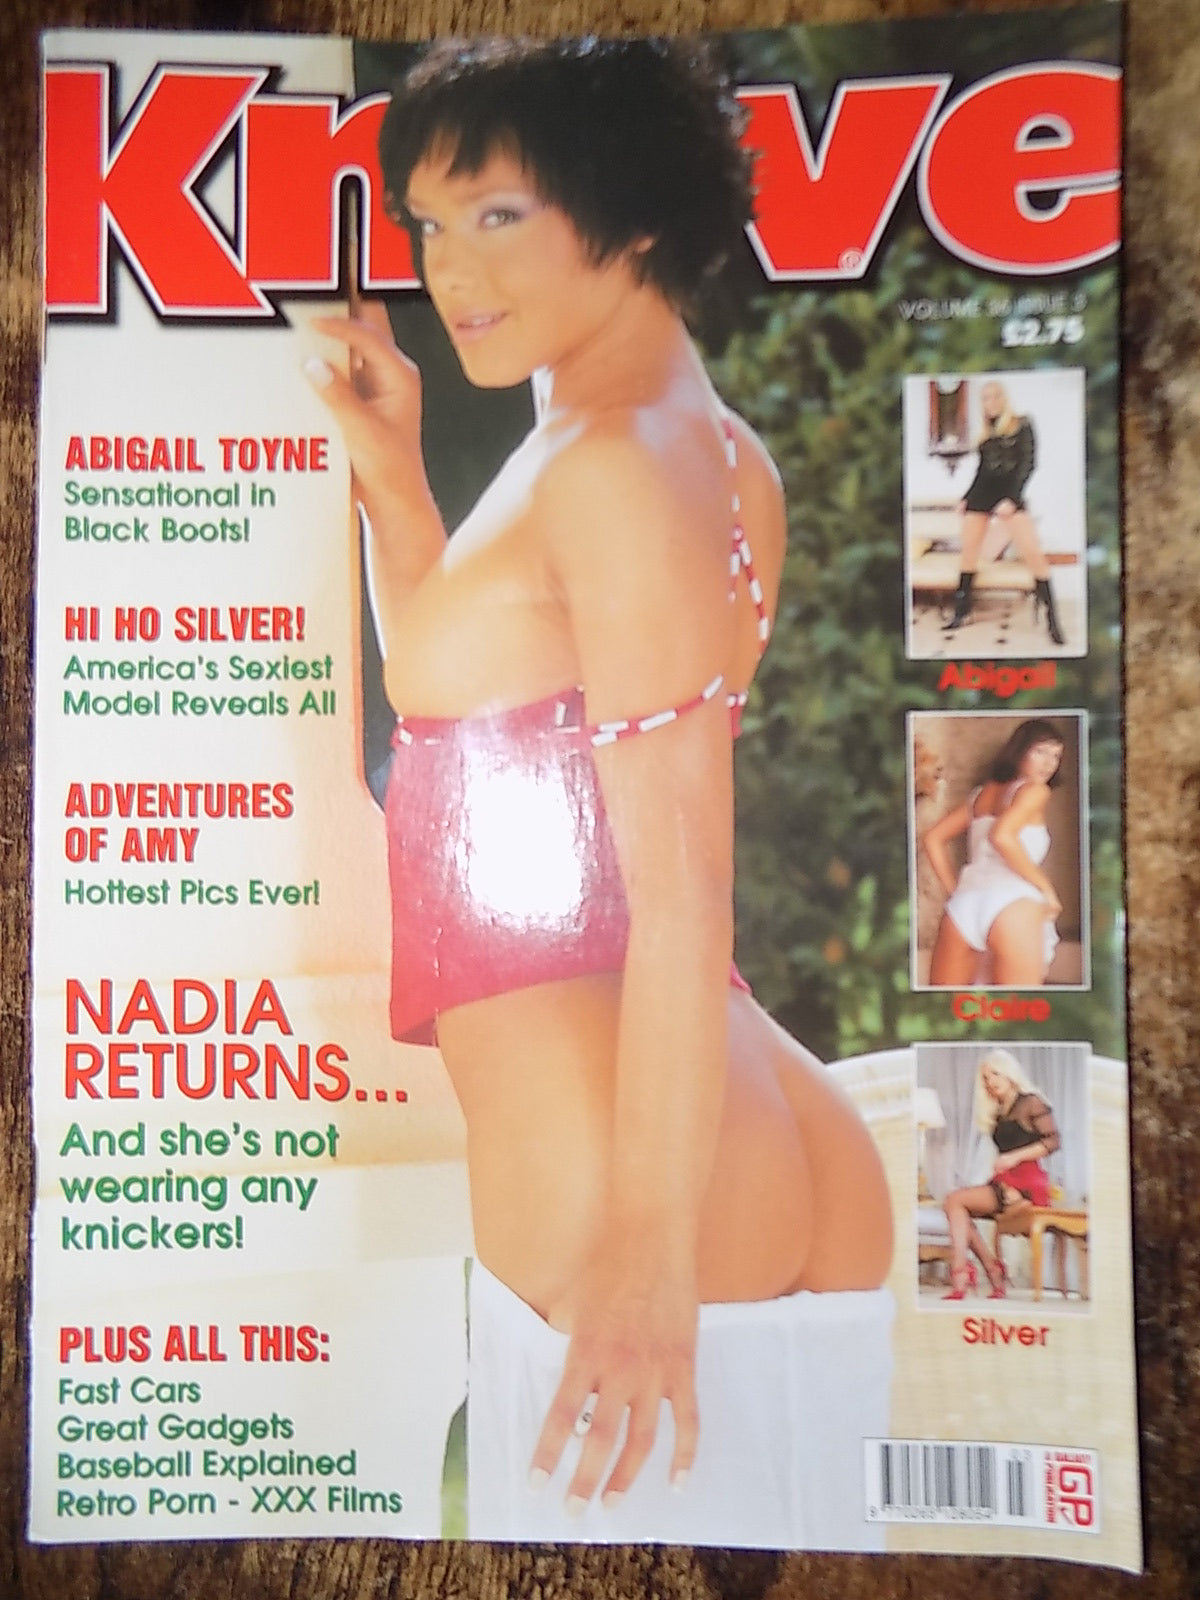 Knave
VOLUME 36 ISSUE 3
£2.75
ABIGAIL TOYNE
Sensational in
Black Boots!
HI HO SILVER!
America's Sexiest
Model Reveals All
ADVENTURES
OF AMY
Hottest Pics Ever!
NADIA
RETURNS...
And she's not
wearing any
knickers!
PLUS ALL THIS:
Fast Cars
Great Gadgets
Baseball Explained
Retro Porn - XXX Films
Abigail
Claire
Silver
03
GP